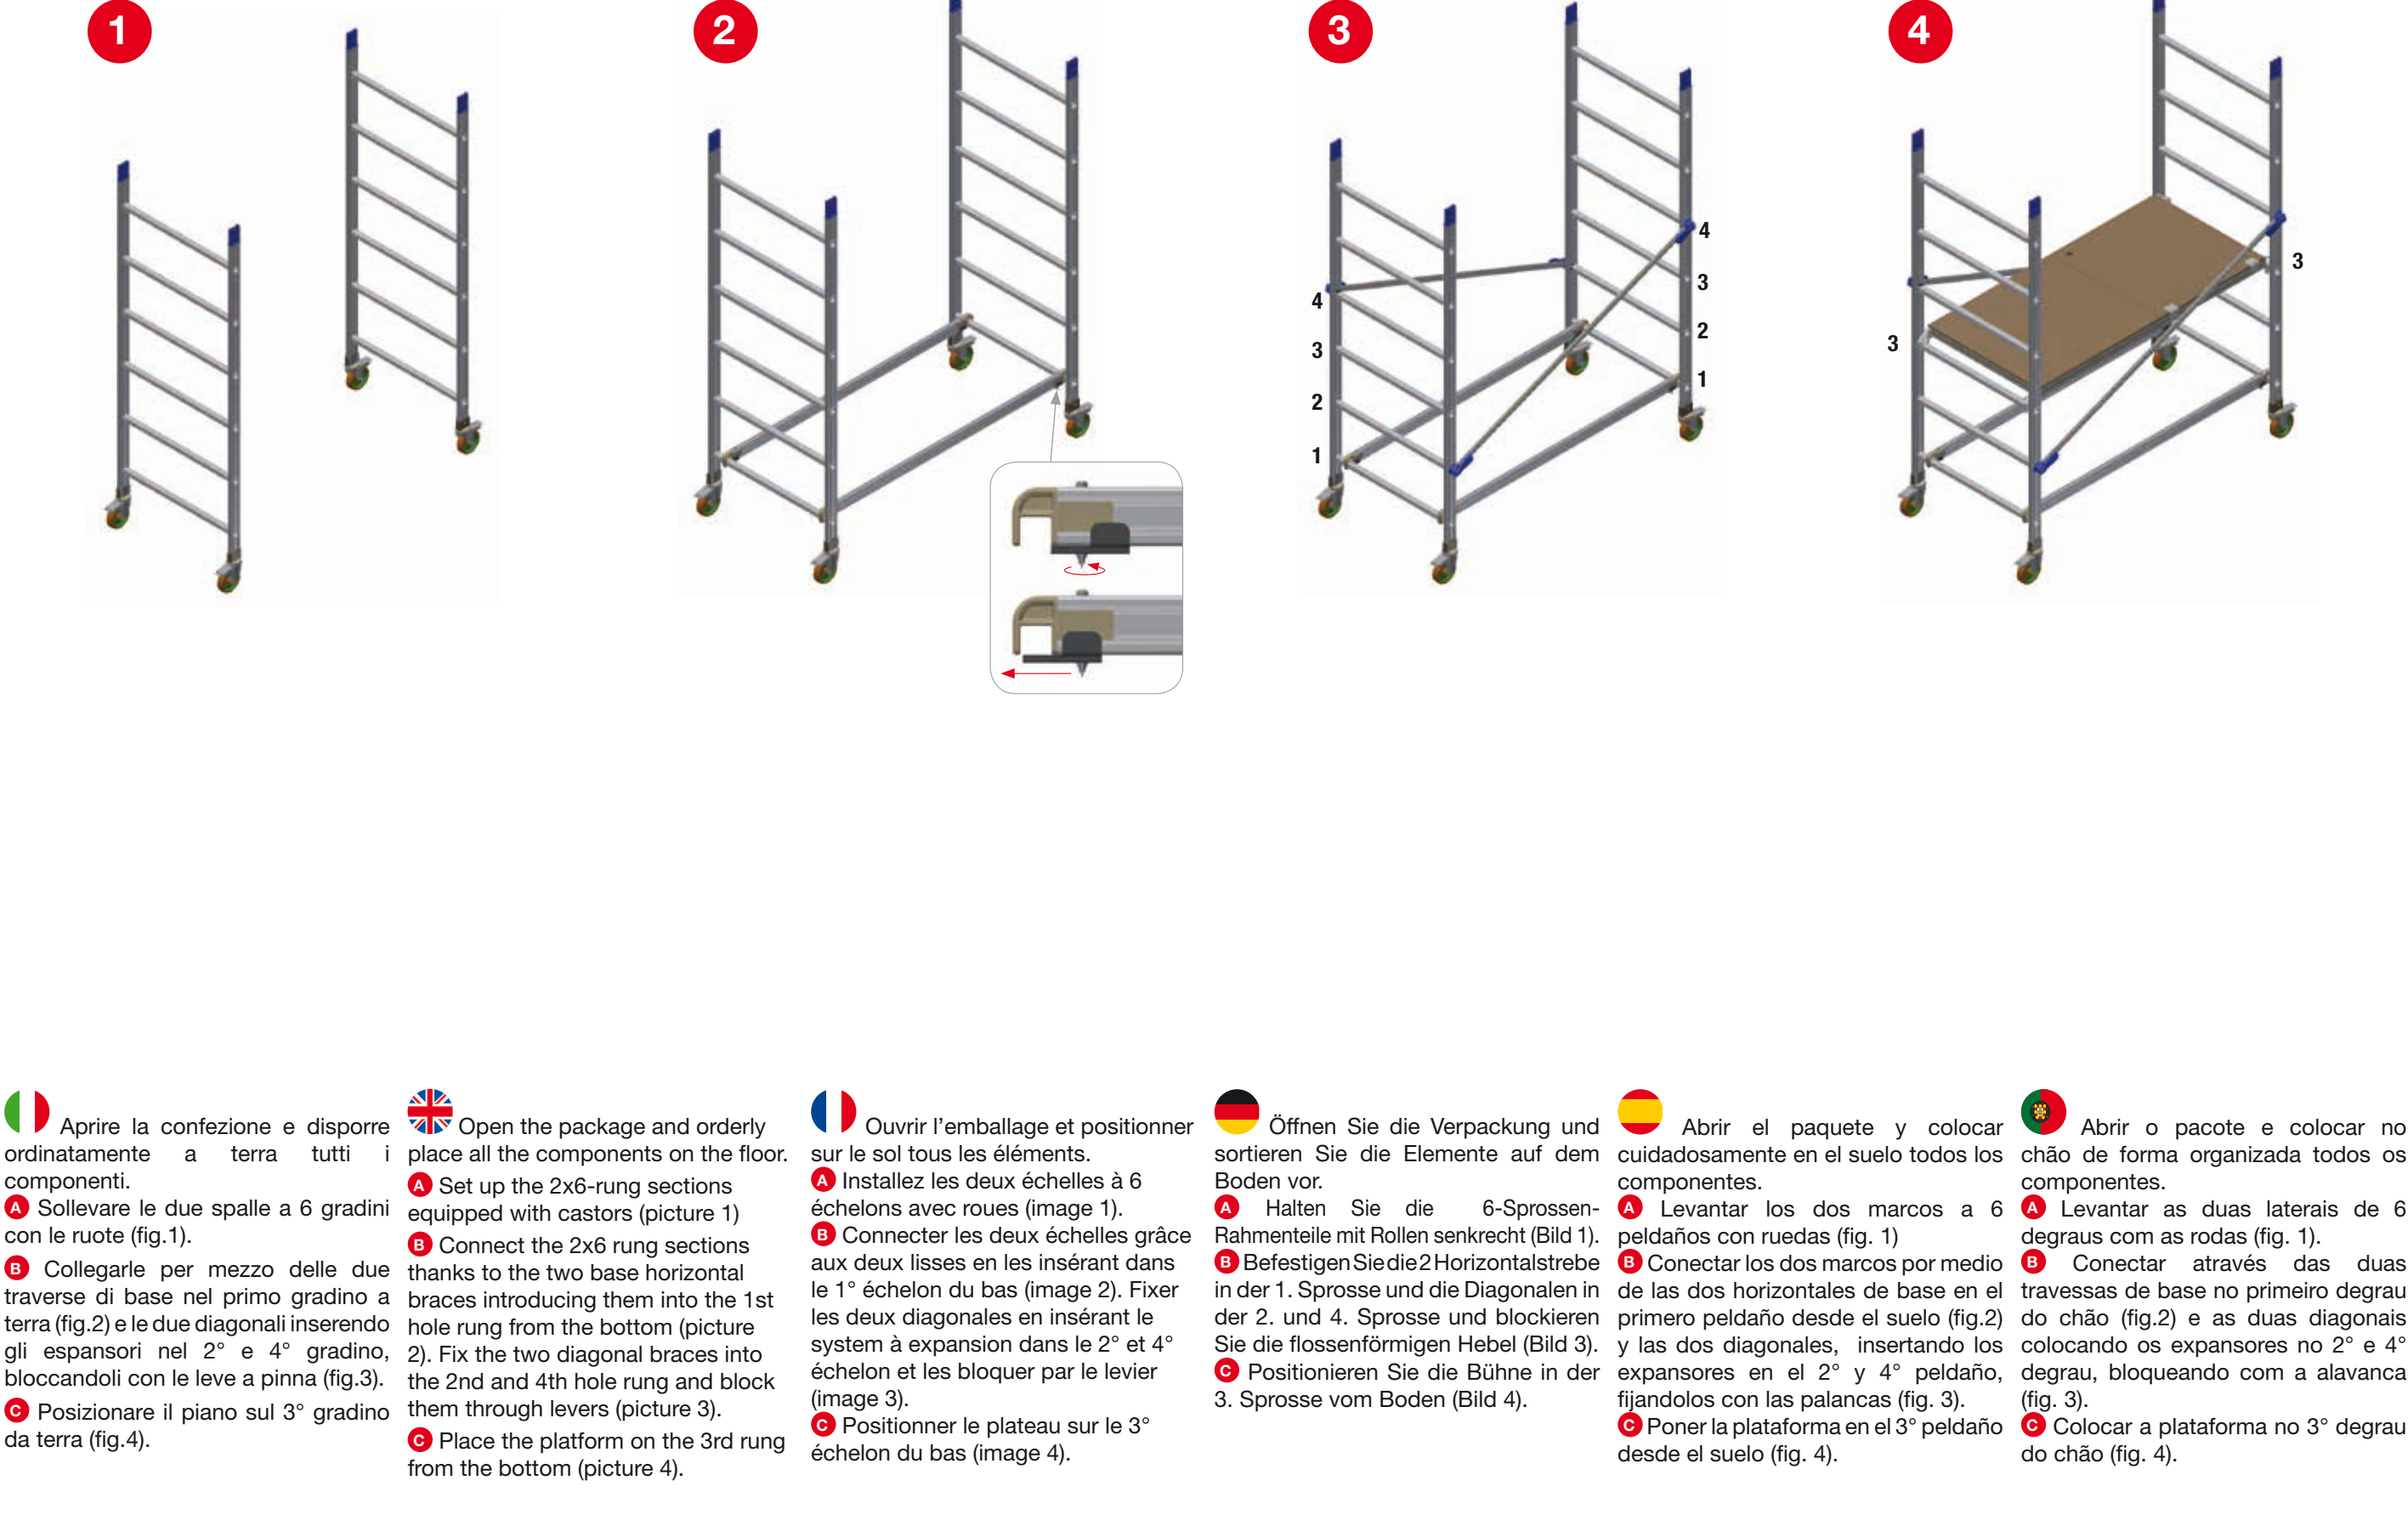 1
2
3
4
4
3
2
1
4
3
2
1
3
3
Aprire la confezione e disporre
ordinatamente a terra tutti i
componenti.
A Sollevare le due spalle a 6 gradini
con le ruote (fig.1).
B Collegarle per mezzo delle due
traverse di base nel primo gradino a
terra (fig.2) e le due diagonali inserendo
gli espansori nel 2° e 4° gradino,
bloccandoli con le leve a pinna (fig.3).
C Posizionare il piano sul 3° gradino
da terra (fig.4).
Open the package and orderly
place all the components on the floor.
A Set up the 2x6-rung sections
equipped with castors (picture 1)
B Connect the 2x6 rung sections
thanks to the two base horizontal
braces introducing them into the 1st
hole rung from the bottom (picture
2). Fix the two diagonal braces into
the 2nd and 4th hole rung and block
them through levers (picture 3).
C Place the platform on the 3rd rung
from the bottom (picture 4).
Ouvrir l’emballage et positionner
sur le sol tous les éléments.
A Installez les deux échelles à 6
échelons avec roues (image 1).
B Connecter les deux échelles grâce
aux deux lisses en les insérant dans
le 1° échelon du bas (image 2). Fixer
les deux diagonales en insérant le
system à expansion dans le 2° et 4°
échelon et les bloquer par le levier
(image 3).
C Positionner le plateau sur le 3°
échelon du bas (image 4).
Öffnen Sie die Verpackung und
sortieren Sie die Elemente auf dem
Boden vor.
A Halten Sie die 6-Sprossen-
Rahmenteile mit Rollen senkrecht (Bild 1).
B Befestigen Sie die 2 Horizontalstrebe
in der 1. Sprosse und die Diagonalen in
der 2. und 4. Sprosse und blockieren
Sie die flossenförmigen Hebel (Bild 3).
C Positionieren Sie die Bühne in der
3. Sprosse vom Boden (Bild 4).
Abrir el paquete y colocar
cuidadosamente en el suelo todos los
componentes.
A Levantar los dos marcos a 6
peldaños con ruedas (fig. 1)
B Conectar los dos marcos por medio
de las dos horizontales de base en el
primero peldaño desde el suelo (fig.2)
y las dos diagonales, insertando los
expansores en el 2° y 4° peldaño,
fijandolos con las palancas (fig. 3).
C Poner la plataforma en el 3° peldaño
desde el suelo (fig. 4).
Abrir o pacote e colocar no
chão de forma organizada todos os
componentes.
A Levantar as duas laterais de 6
degraus com as rodas (fig. 1).
B Conectar através das duas
travessas de base no primeiro degrau
do chão (fig.2) e as duas diagonais
colocando os expansores no 2° e 4°
degrau, bloqueando com a alavanca
(fig. 3).
C Colocar a plataforma no 3° degrau
do chão (fig. 4).